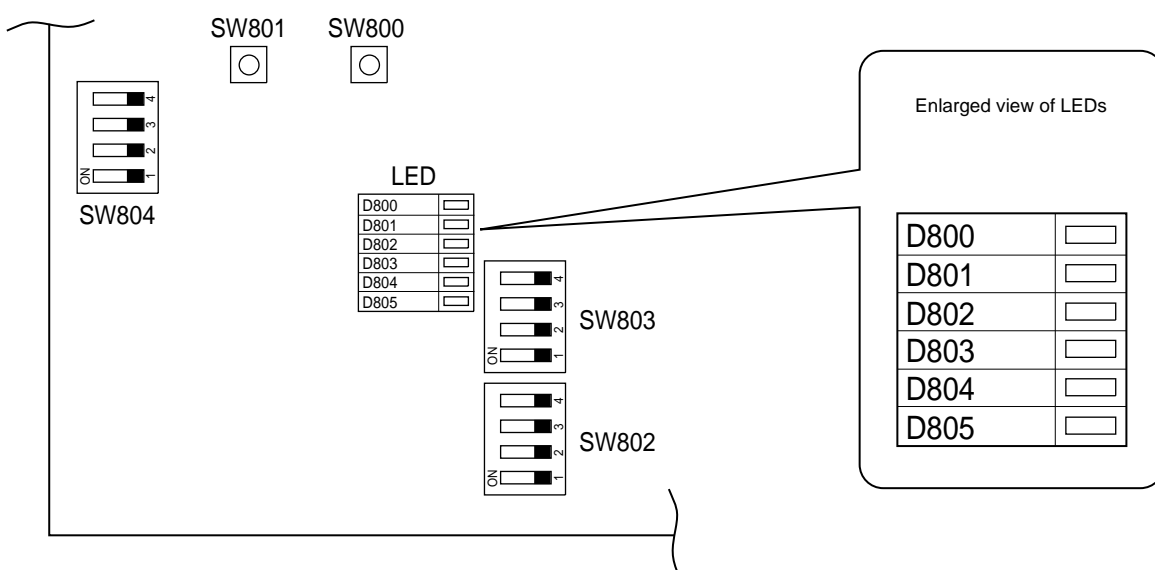 SW801 SW800
4
3
2
ON 1
SW804
LED
D800
D801
D802
D803
D804
D805
4
3
2
ON 1
SW803
4
3
2
ON 1
SW802
Enlarged view of LEDs
D800
D801
D802
D803
D804
D805